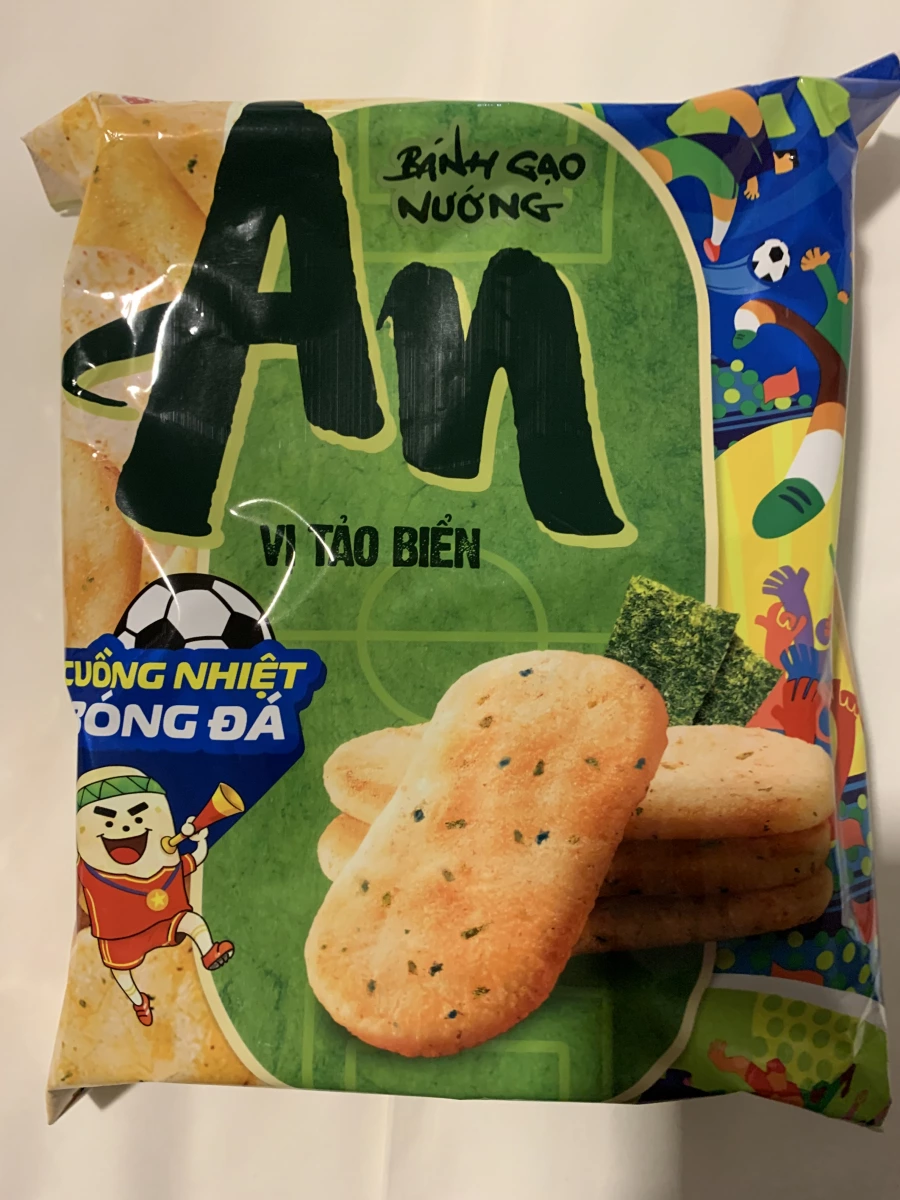 BÁNH GẠO
NƯỚNG
An
VỊ TẢO BIỂN
CUỒNG NHIỆT
BÓNG ĐÁ